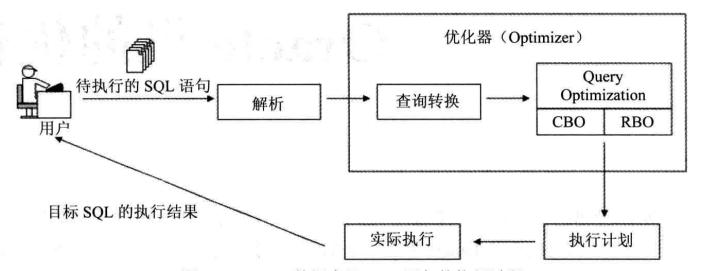 优化器（Optimizer）
待执行的 SQL 语句
用户
解析
查询转换
Query
Optimization
CBO
RBO
目标 SQL 的执行结果
实际执行
执行计划